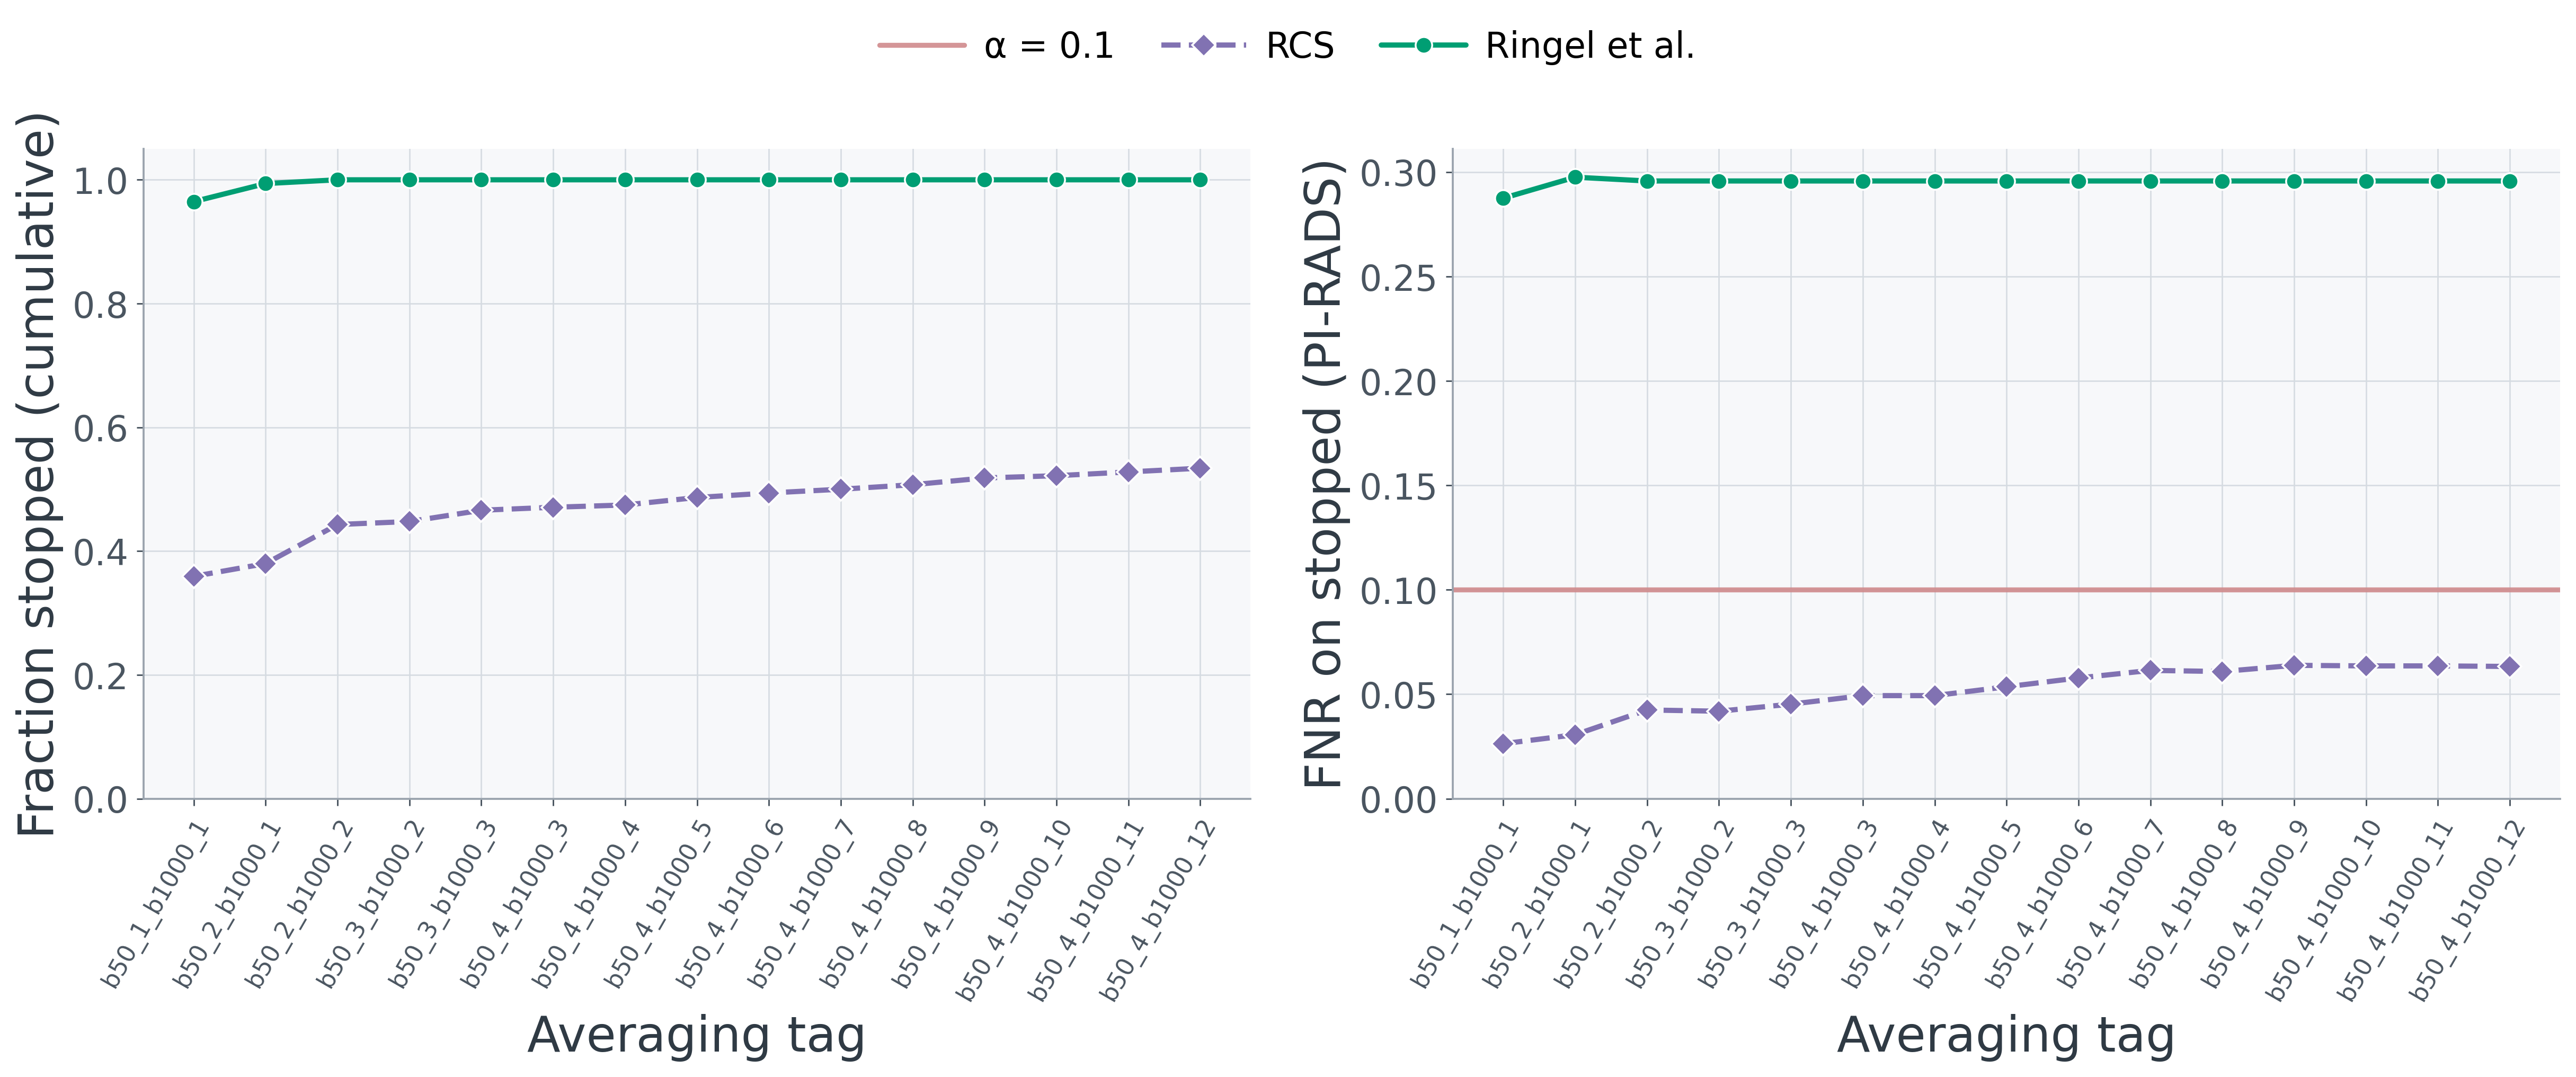 α = 0.1 RCS Ringel et al.
Fraction stopped (cumulative)
1.0
0.8
0.6
0.4
0.2
0.0
b50_1_b1000_1
b50_2_b1000_1
b50_2_b1000_2
b50_3_b1000_2
b50_3_b1000_3
b50_4_b1000_3
b50_4_b1000_4
b50_4_b1000_5
b50_4_b1000_6
b50_4_b1000_7
b50_4_b1000_8
b50_4_b1000_9
b50_4_b1000_10
b50_4_b1000_11
b50_4_b1000_12
Averaging tag
FNR on stopped (PI-RADS)
0.30
0.25
0.20
0.15
0.10
0.05
0.00
b50_1_b1000_1
b50_2_b1000_1
b50_2_b1000_2
b50_3_b1000_2
b50_3_b1000_3
b50_4_b1000_3
b50_4_b1000_4
b50_4_b1000_5
b50_4_b1000_6
b50_4_b1000_7
b50_4_b1000_8
b50_4_b1000_9
b50_4_b1000_10
b50_4_b1000_11
b50_4_b1000_12
Averaging tag